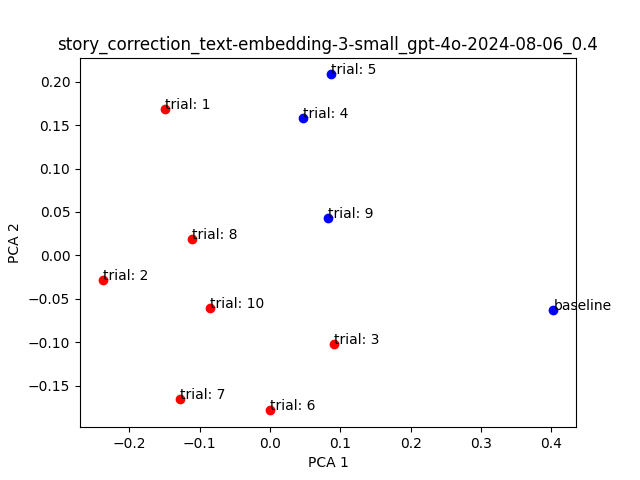 story_correction_text-embedding-3-small_gpt-4o-2024-08-06_0.4
trial: 5
0.20
trial: 1
trial: 4
0.15
0.10
PCA 2
0.05
trial: 9
trial: 8
0.00
trial: 2
−0.05
trial: 10
baseline
−0.10
trial: 3
−0.15
trial: 7
trial: 6
−0.2
−0.1
0.0
0.1
0.2
0.3
0.4
PCA 1